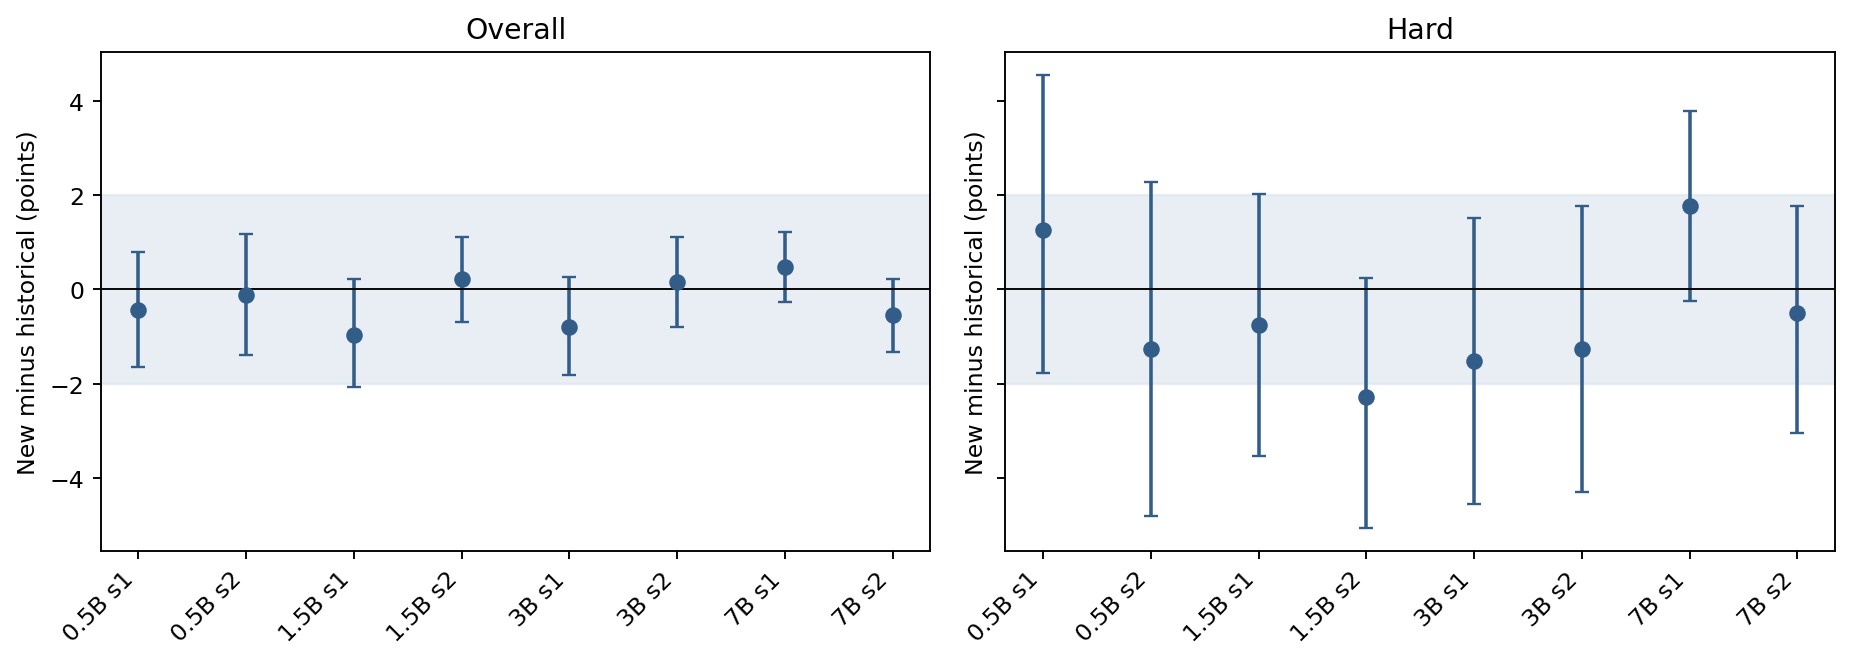 Overall
New minus historical (points)
4
2
0
−2
−4
0.5B s1
0.5B s2
1.5B s1
1.5B s2
3B s1
3B s2
7B s1
7B s2
Hard
New minus historical (points)
0.5B s1
0.5B s2
1.5B s1
1.5B s2
3B s1
3B s2
7B s1
7B s2